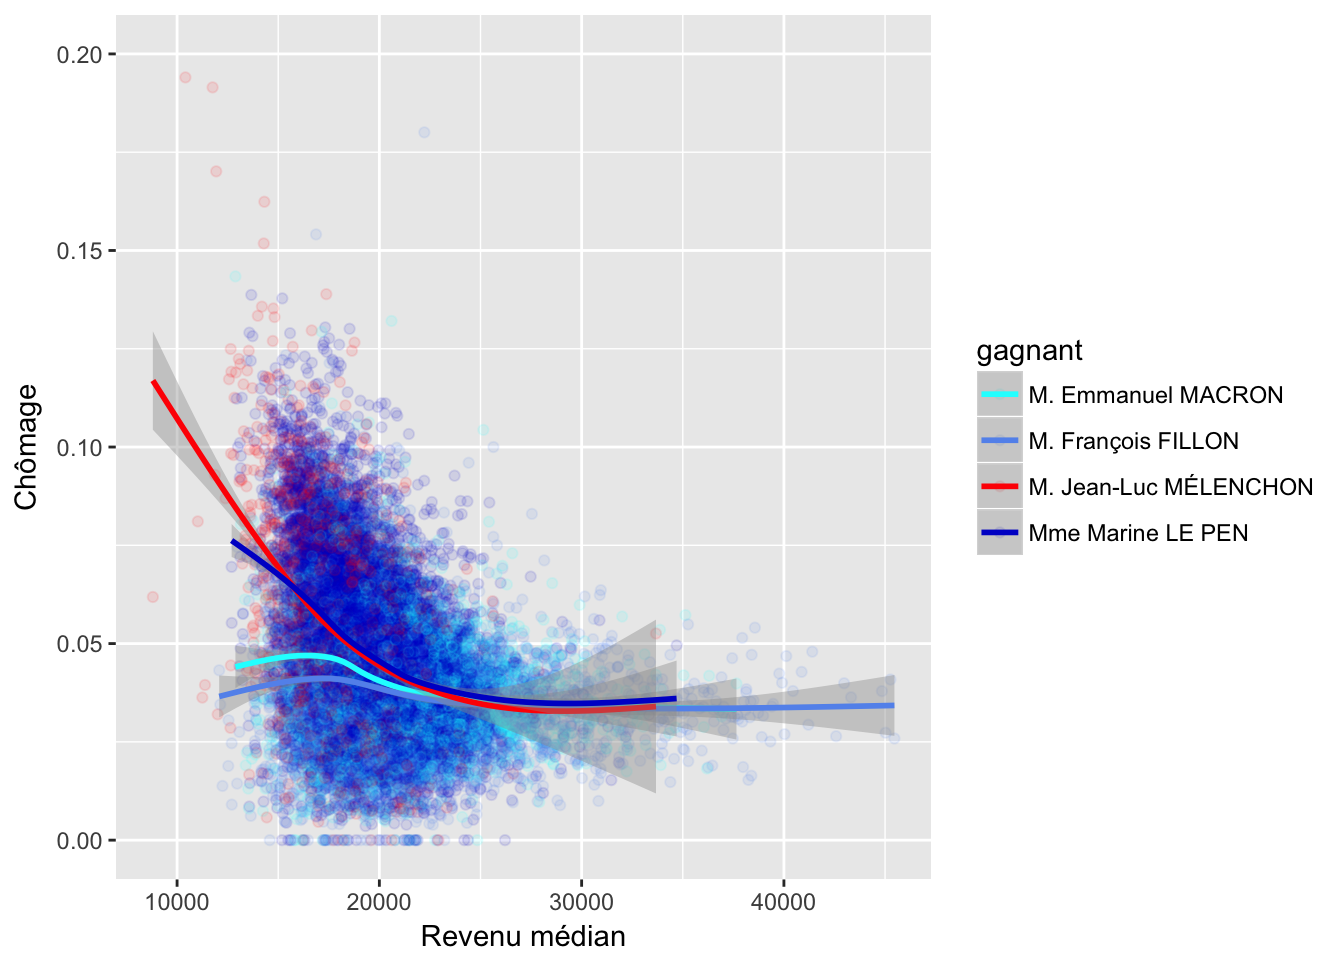 0.20
0.15
0.10
0.05
0.00
Chômage
10000 20000 30000 40000
Revenu médian
gagnant
M. Emmanuel MACRON
M. François FILLON
M. Jean-Luc MÉLENCHON
Mme Marine LE PEN